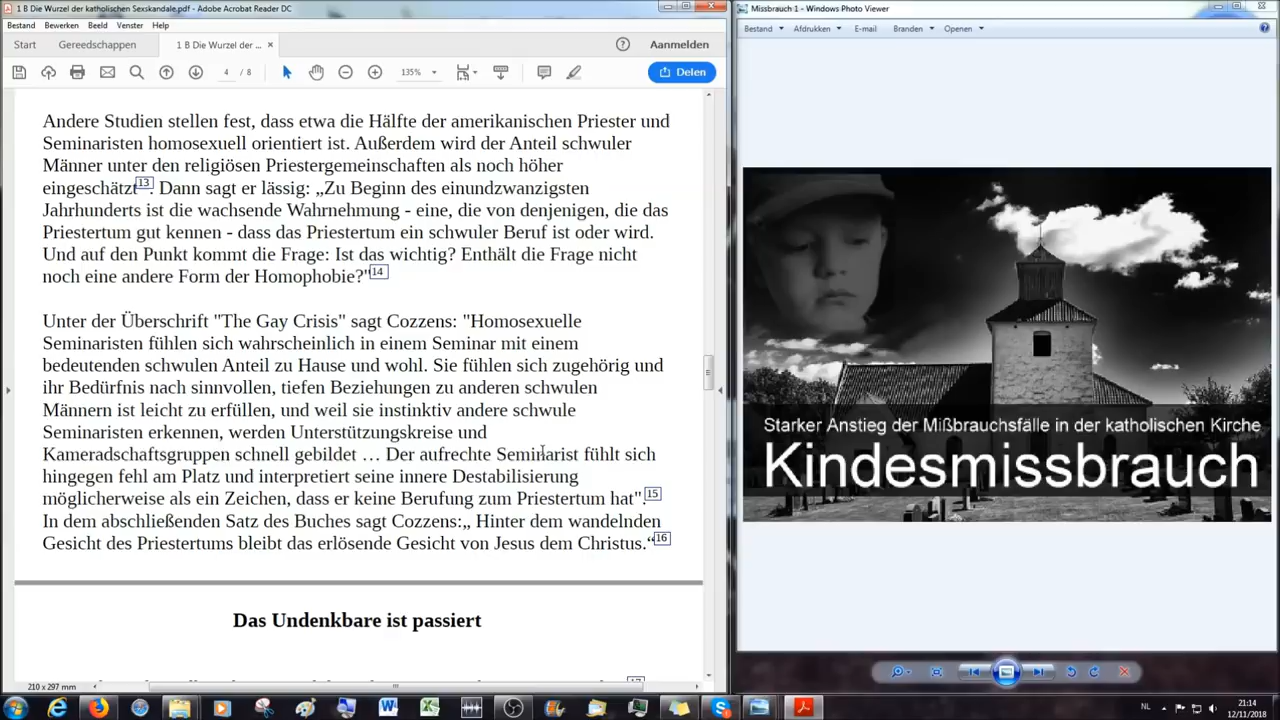 1 B Die Wurzel der katholischen Sexskandale.pdf - Adobe Acrobat Reader DC
Bestand Bewerken Beeld Venster Help
Start Gereedschappen 1 B Die Wurzel der ... × Aanmelden
4 / 8 135% Delen
Andere Studien stellen fest, dass etwa die Hälfte der amerikanischen Priester und
Seminaristen homosexuell orientiert ist. Außerdem wird der Anteil schwuler
Männer unter den religiösen Priestergemeinschaften als noch höher
eingeschätzt13. Dann sagt er lässig: „Zu Beginn des einundzwanzigsten
Jahrhunderts ist die wachsende Wahrnehmung - eine, die von denjenigen, die das
Priestertum gut kennen - dass das Priestertum ein schwuler Beruf ist oder wird.
Und auf den Punkt kommt die Frage: Ist das wichtig? Enthält die Frage nicht
noch eine andere Form der Homophobie?"14
Unter der Überschrift "The Gay Crisis" sagt Cozzens: "Homosexuelle
Seminaristen fühlen sich wahrscheinlich in einem Seminar mit einem
bedeutenden schwulen Anteil zu Hause und wohl. Sie fühlen sich zugehörig und
ihr Bedürfnis nach sinnvollen, tiefen Beziehungen zu anderen schwulen
Männern ist leicht zu erfüllen, und weil sie instinktiv andere schwule
Seminaristen erkennen, werden Unterstützungskreise und
Kameradschaftsgruppen schnell gebildet … Der aufrechte Seminarist fühlt sich
hingegen fehl am Platz und interpretiert seine innere Destabilisierung
möglicherweise als ein Zeichen, dass er keine Berufung zum Priestertum hat".15
In dem abschließenden Satz des Buches sagt Cozzens:„ Hinter dem wandelnden
Gesicht des Priestertums bleibt das erlösende Gesicht von Jesus dem Christus.“16
Das Undenkbare ist passiert
17
210 x 297 mm
Missbrauch 1 - Windows Photo Viewer
Bestand Afdrukken E-mail Branden Openen
Starker Anstieg der Mißbrauchsfälle in der katholischen Kirche
Kindesmissbrauch
NL 21:14
12/11/2018